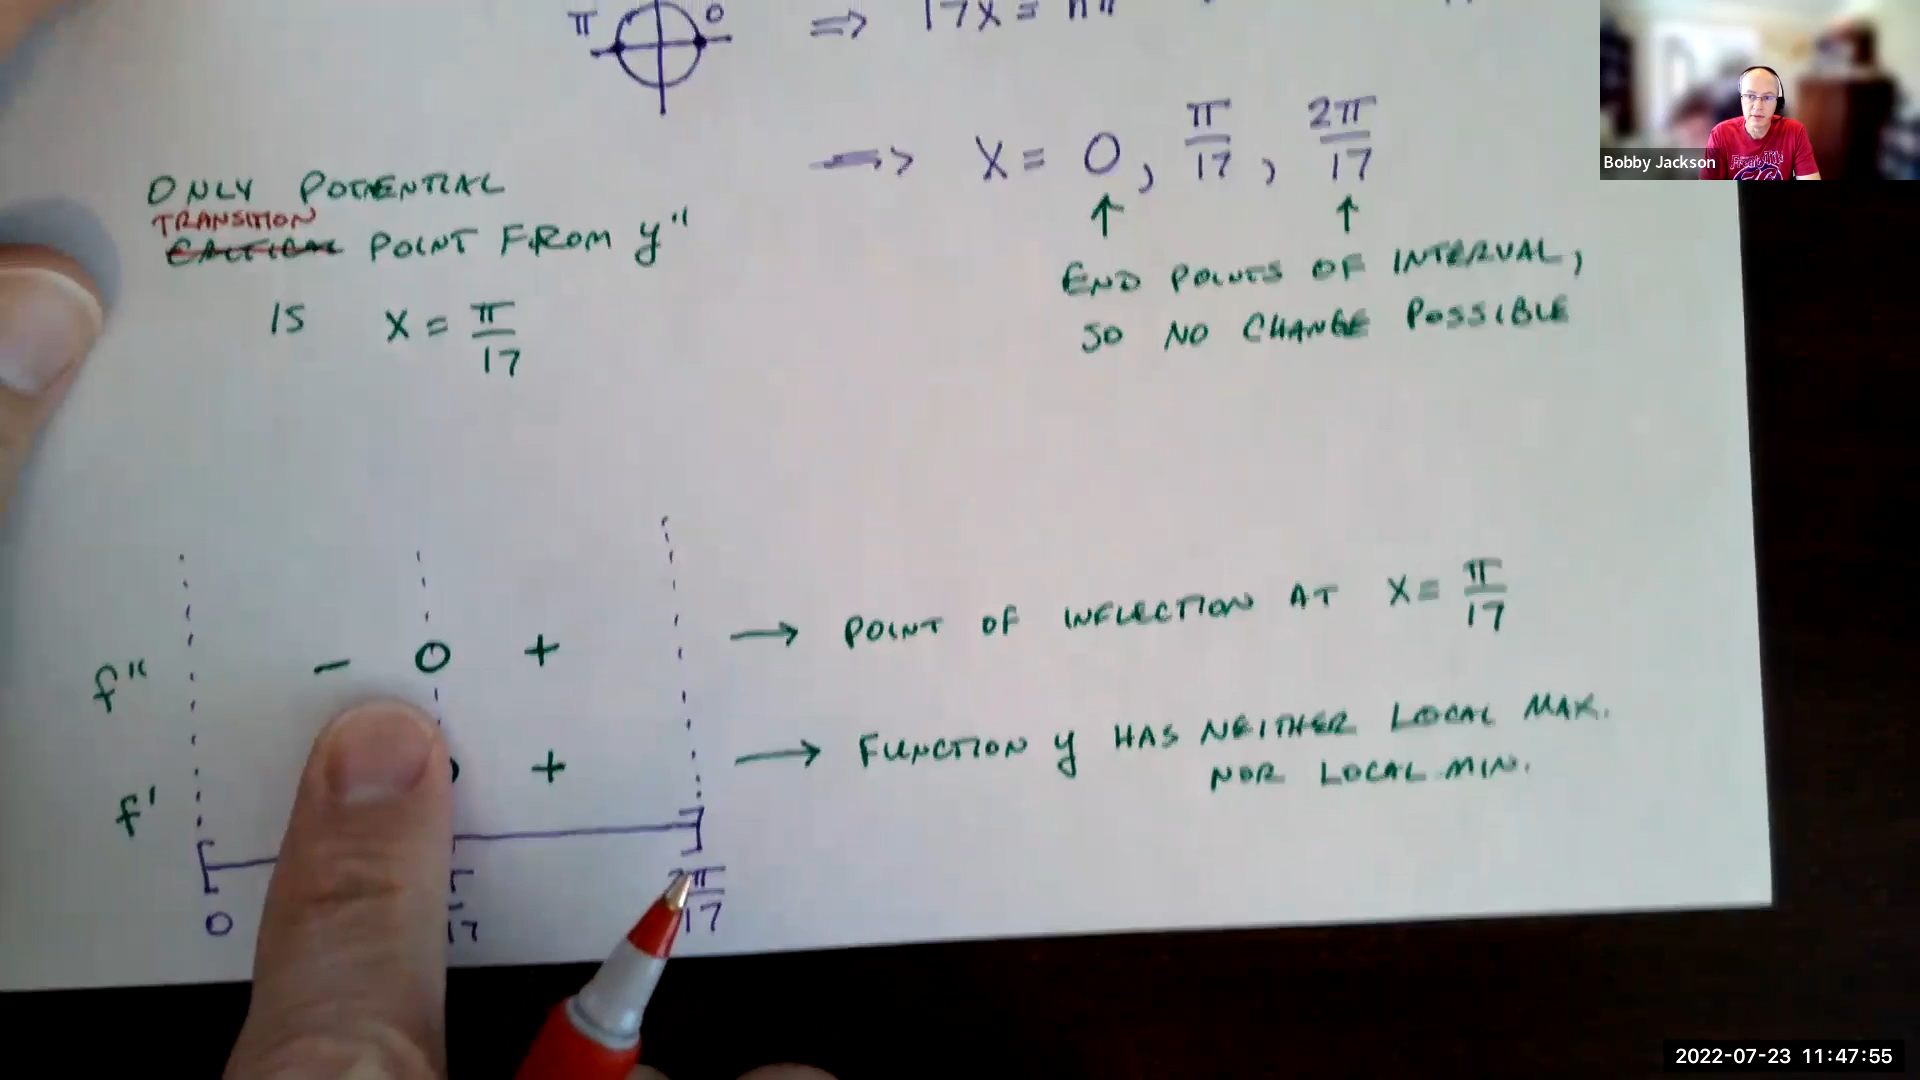 π 0 ⇒ 17x = nπ
⇒ x = 0, π/17, 2π/17
↑ ↑
END POINTS OF INTERVAL,
SO NO CHANGE POSSIBLE
Bobby Jackson
ONLY POTENTIAL
TRANSITION
CRITICAL POINT FROM y"
IS x = π/17
f" - 0 + → POINT OF INFLECTION AT x = π/17
f' + → FUNCTION y HAS NEITHER LOCAL MAX.
NOR LOCAL MIN.
0 π/17 2π/17
2022-07-23 11:47:55